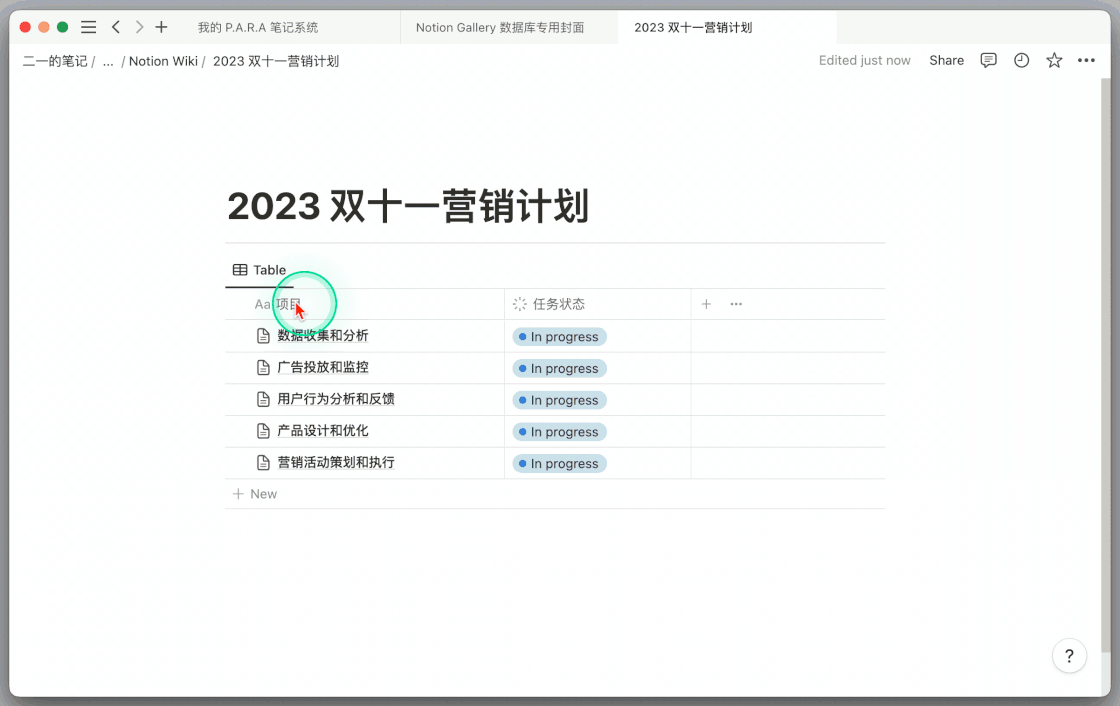 我的 P.A.R.A 笔记系统 Notion Gallery 数据库专用封面 2023 双十一营销计划
二一的笔记 / ... / Notion Wiki / 2023 双十一营销计划 Edited just now Share
2023 双十一营销计划
Table
Aa 项目 任务状态
数据收集和分析 In progress
广告投放和监控 In progress
用户行为分析和反馈 In progress
产品设计和优化 In progress
营销活动策划和执行 In progress
New
?